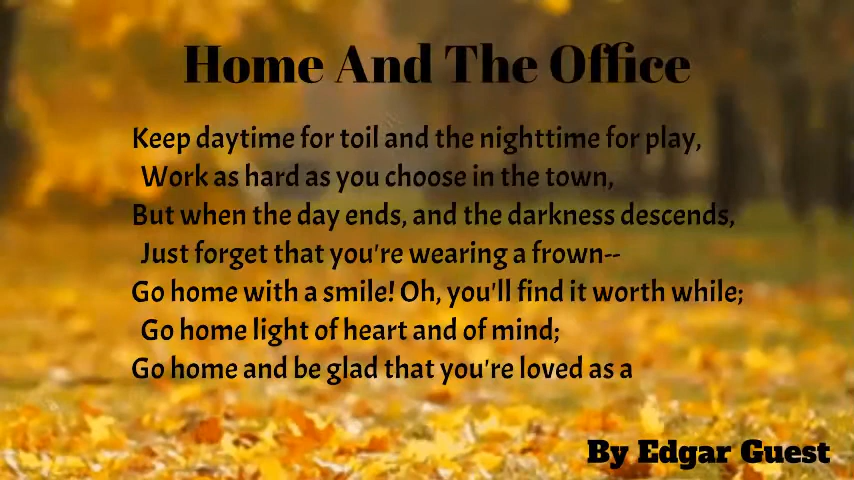 Home And The Office
Keep daytime for toil and the nighttime for play,
Work as hard as you choose in the town,
But when the day ends, and the darkness descends,
Just forget that you're wearing a frown--
Go home with a smile! Oh, you'll find it worth while;
Go home light of heart and of mind;
Go home and be glad that you're loved as a
By Edgar Guest